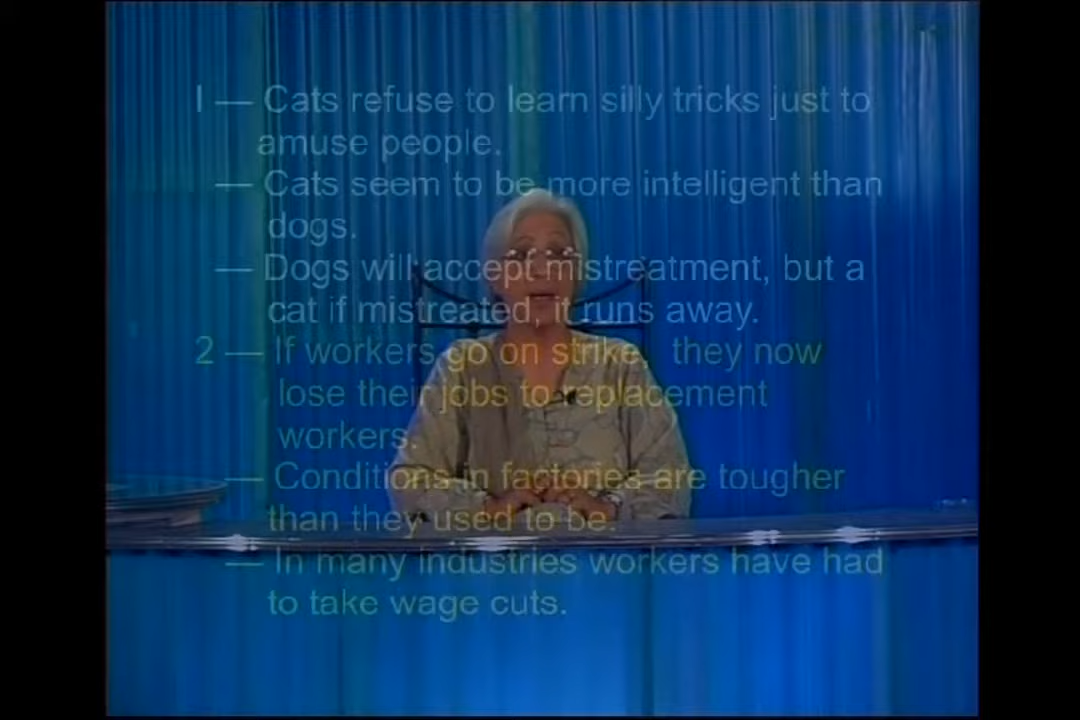 1 — Cats refuse to learn silly tricks just to
amuse people.
— Cats seem to be more intelligent than
dogs.
— Dogs will accept mistreatment, but a
cat if mistreated, it runs away.
2 — If workers go on strike, they now
lose their jobs to replacement
workers.
— Conditions in factories are tougher
than they used to be.
— In many industries workers have had
to take wage cuts.